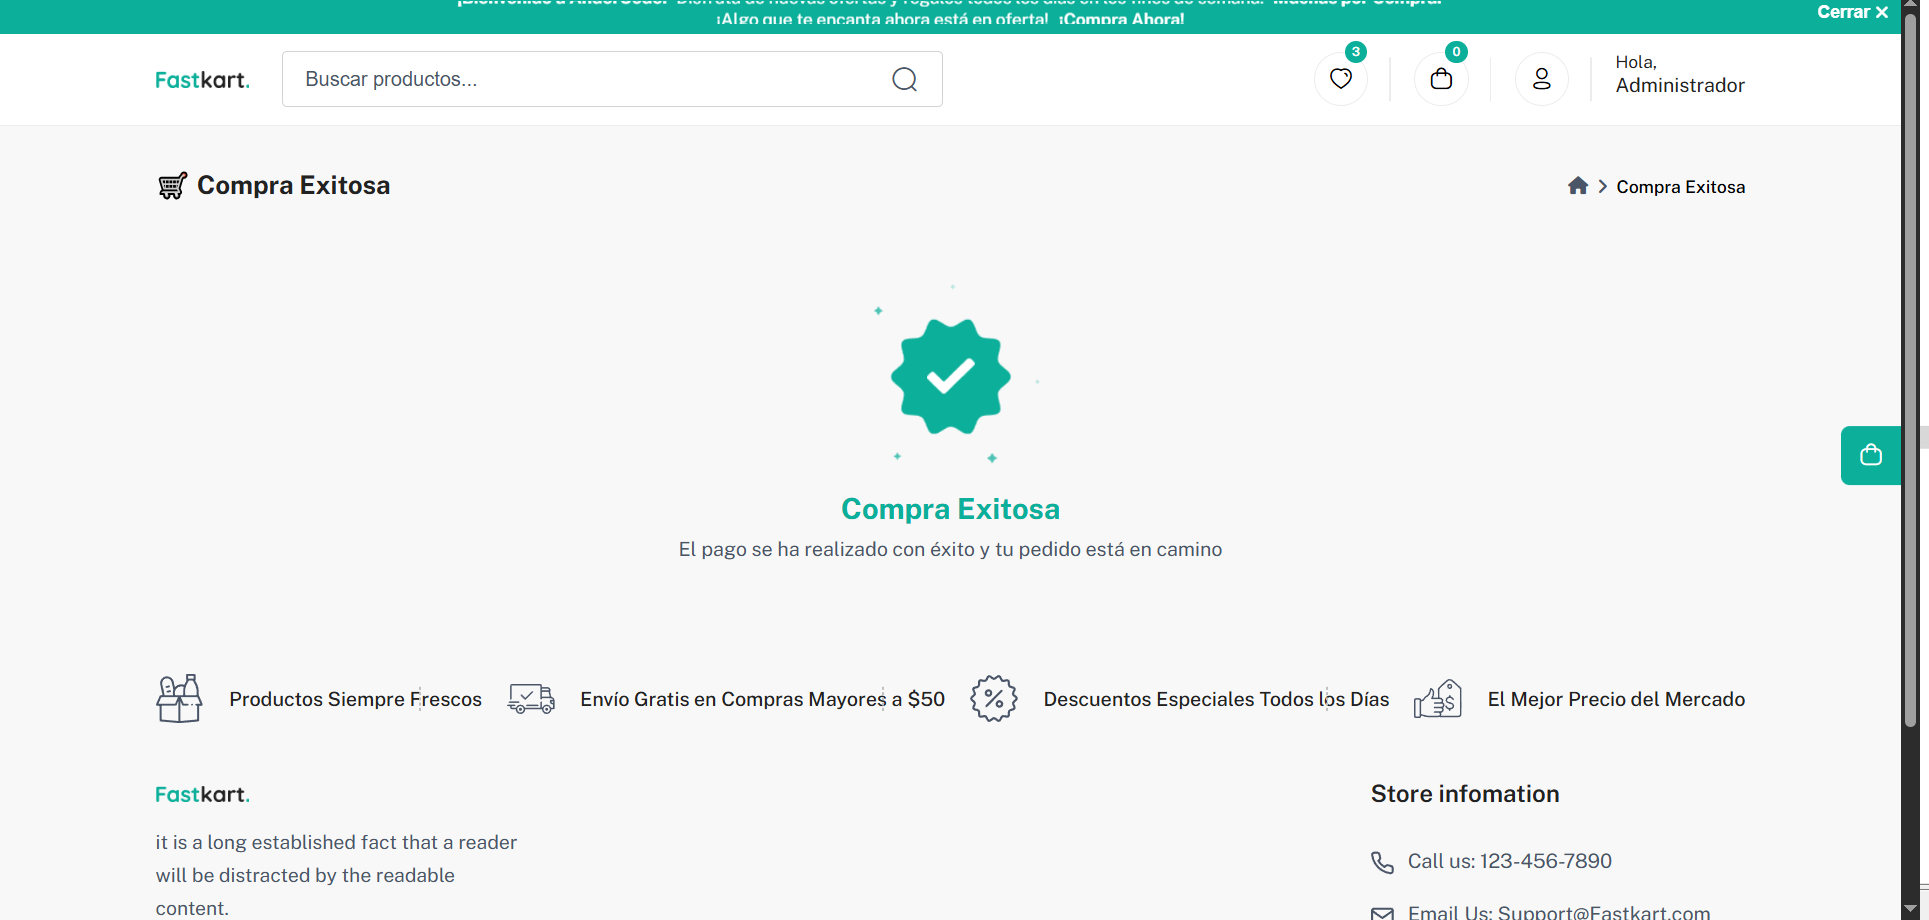 ¡Algo que te encanta ahora está en oferta! ¡Compra Ahora!
Cerrar ✕
Fastkart.
Buscar productos...
3
0
Hola,
Administrador
Compra Exitosa
Compra Exitosa
Compra Exitosa
El pago se ha realizado con éxito y tu pedido está en camino
Productos Siempre Frescos
Envío Gratis en Compras Mayores a $50
Descuentos Especiales Todos los Días
El Mejor Precio del Mercado
Fastkart.
it is a long established fact that a reader
will be distracted by the readable
content.
Store infomation
Call us: 123-456-7890
Email Us: Support@Fastkart.com